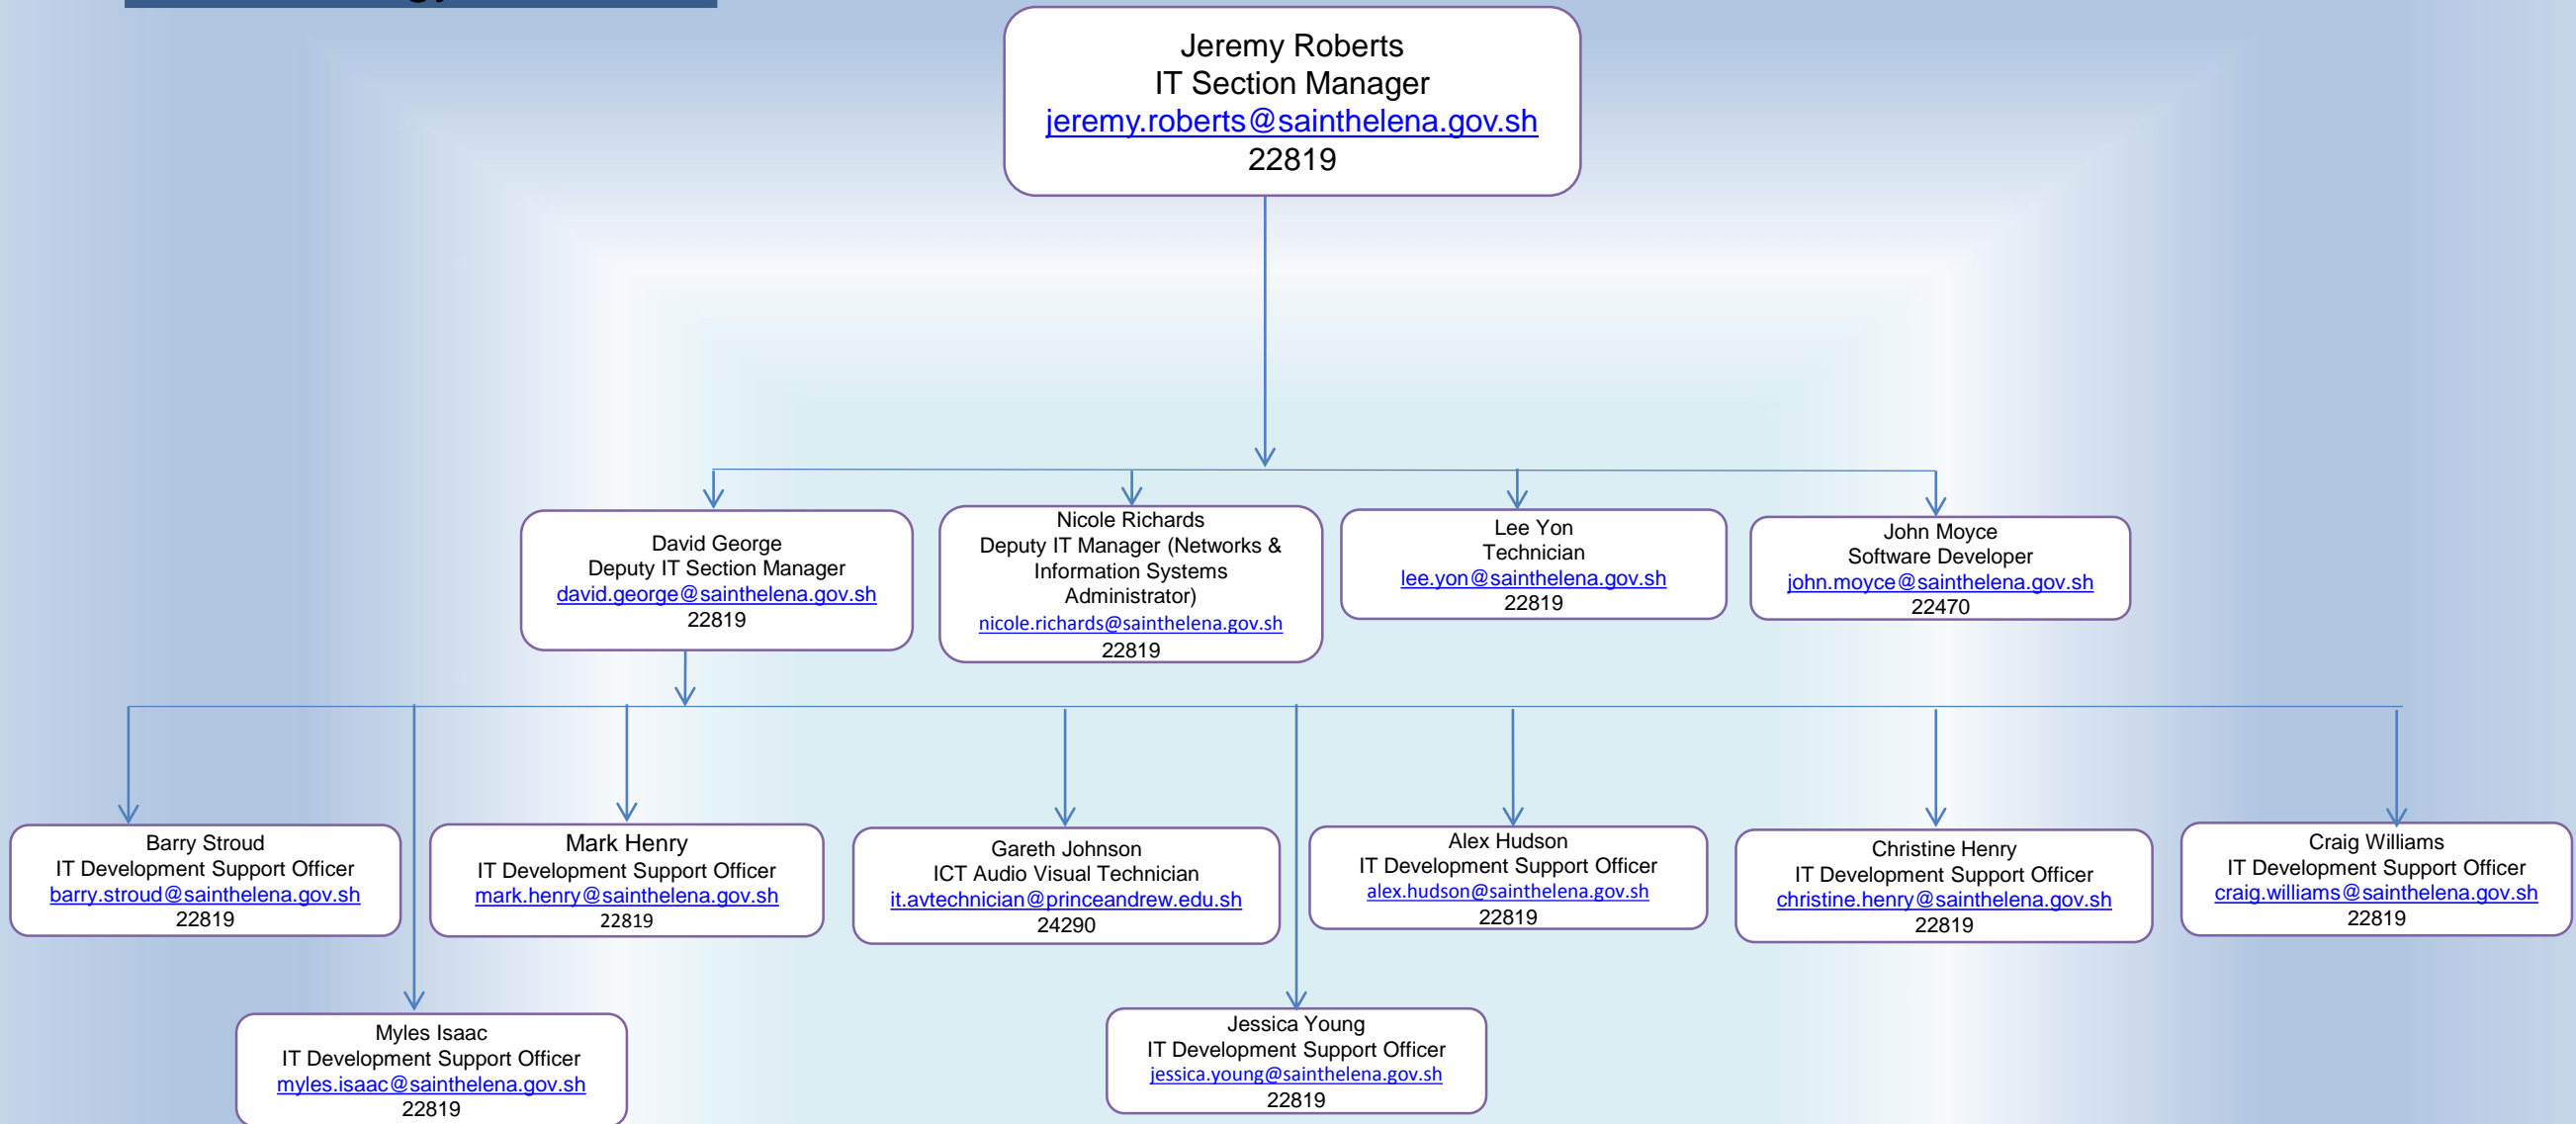 Jeremy Roberts
IT Section Manager
jeremy.roberts@sainthelena.gov.sh
22819
David George
Deputy IT Section Manager
david.george@sainthelena.gov.sh
22819
Nicole Richards
Deputy IT Manager (Networks &
Information Systems
Administrator)
nicole.richards@sainthelena.gov.sh
22819
Lee Yon
Technician
lee.yon@sainthelena.gov.sh
22819
John Moyce
Software Developer
john.moyce@sainthelena.gov.sh
22470
Barry Stroud
IT Development Support Officer
barry.stroud@sainthelena.gov.sh
22819
Mark Henry
IT Development Support Officer
mark.henry@sainthelena.gov.sh
22819
Gareth Johnson
ICT Audio Visual Technician
it.avtechnician@princeandrew.edu.sh
24290
Alex Hudson
IT Development Support Officer
alex.hudson@sainthelena.gov.sh
22819
Christine Henry
IT Development Support Officer
christine.henry@sainthelena.gov.sh
22819
Craig Williams
IT Development Support Officer
craig.williams@sainthelena.gov.sh
22819
Myles Isaac
IT Development Support Officer
myles.isaac@sainthelena.gov.sh
22819
Jessica Young
IT Development Support Officer
jessica.young@sainthelena.gov.sh
22819